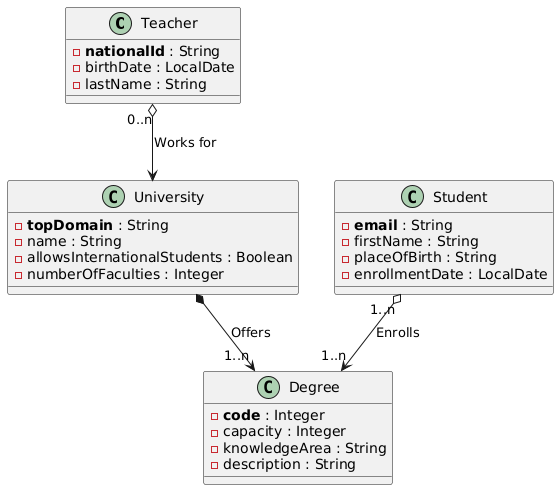 C Teacher
nationalId : String
birthDate : LocalDate
lastName : String
0..n
Works for
C University
topDomain : String
name : String
allowsInternationalStudents : Boolean
numberOfFaculties : Integer
C Student
email : String
firstName : String
placeOfBirth : String
enrollmentDate : LocalDate
Offers
1..n
1..n
Enrolls
1..n
C Degree
code : Integer
capacity : Integer
knowledgeArea : String
description : String